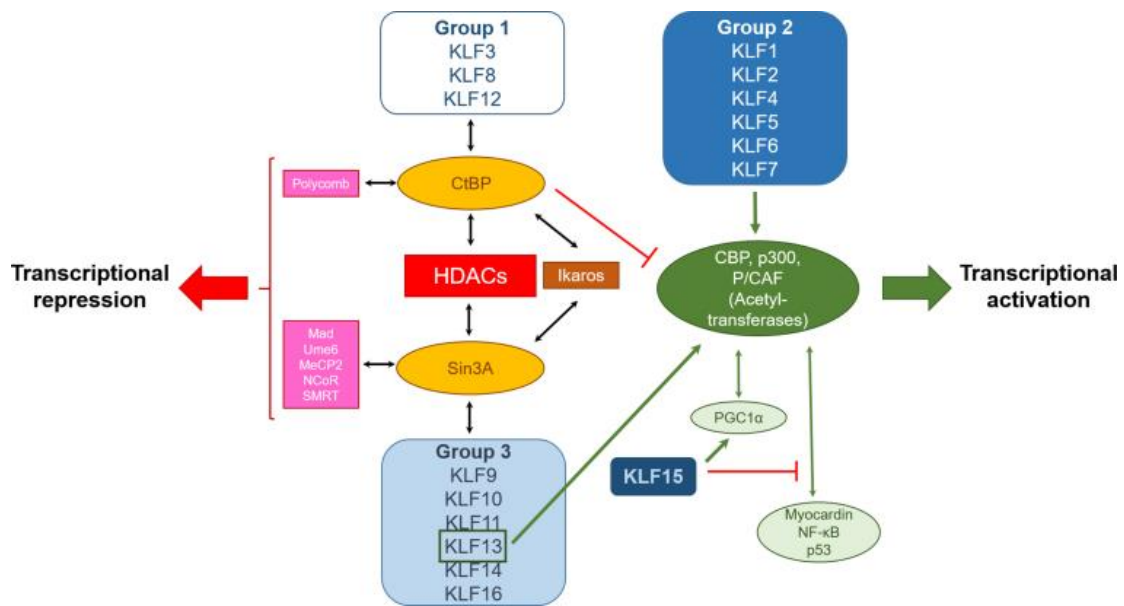 Group 1
KLF3
KLF8
KLF12
Group 2
KLF1
KLF2
KLF4
KLF5
KLF6
KLF7
Polycomb
CtBP
Transcriptional
repression
HDACs
Ikaros
CBP, p300,
P/CAF
(Acetyl-
transferases)
Transcriptional
activation
Mad
Ume6
MeCP2
NCoR
SMRT
Sin3A
PGC1α
Group 3
KLF9
KLF10
KLF11
KLF13
KLF14
KLF16
KLF15
Myocardin
NF-κB
p53